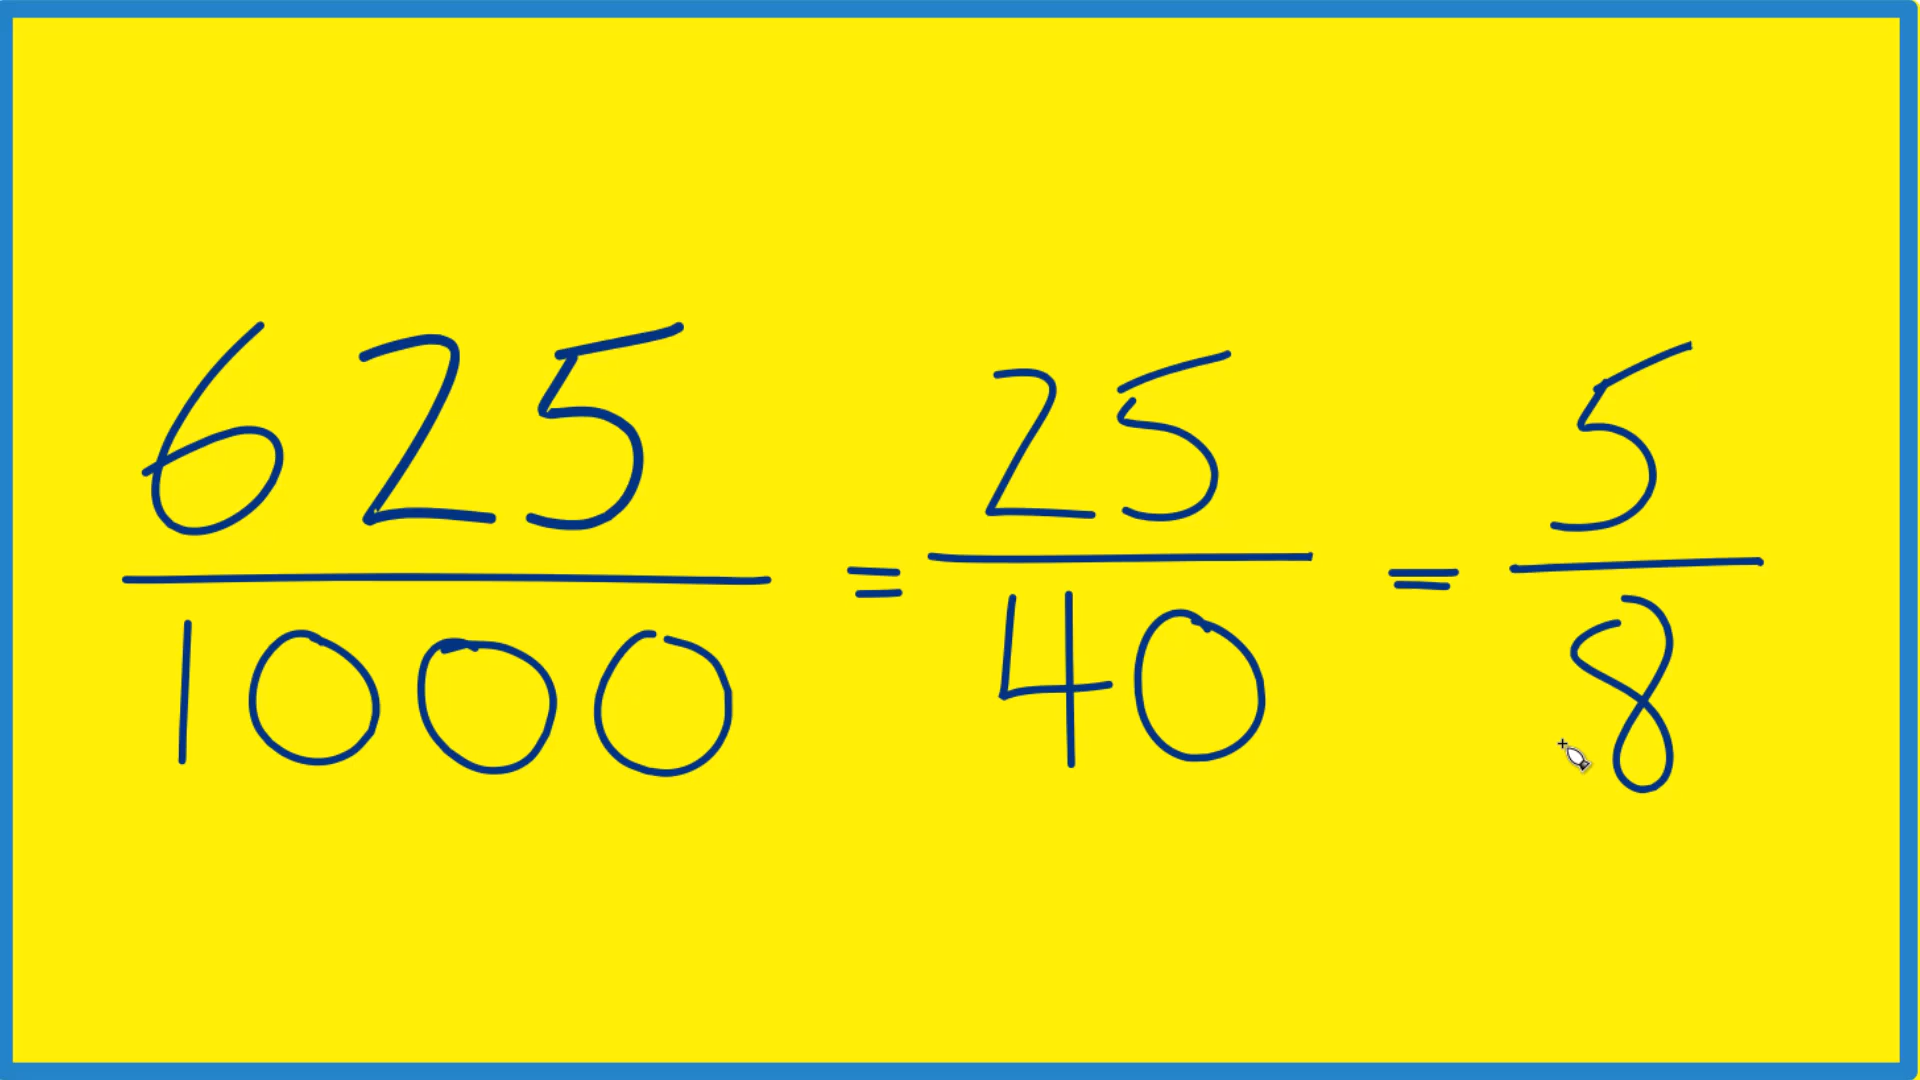 625/1000 = 25/40 = 5/8